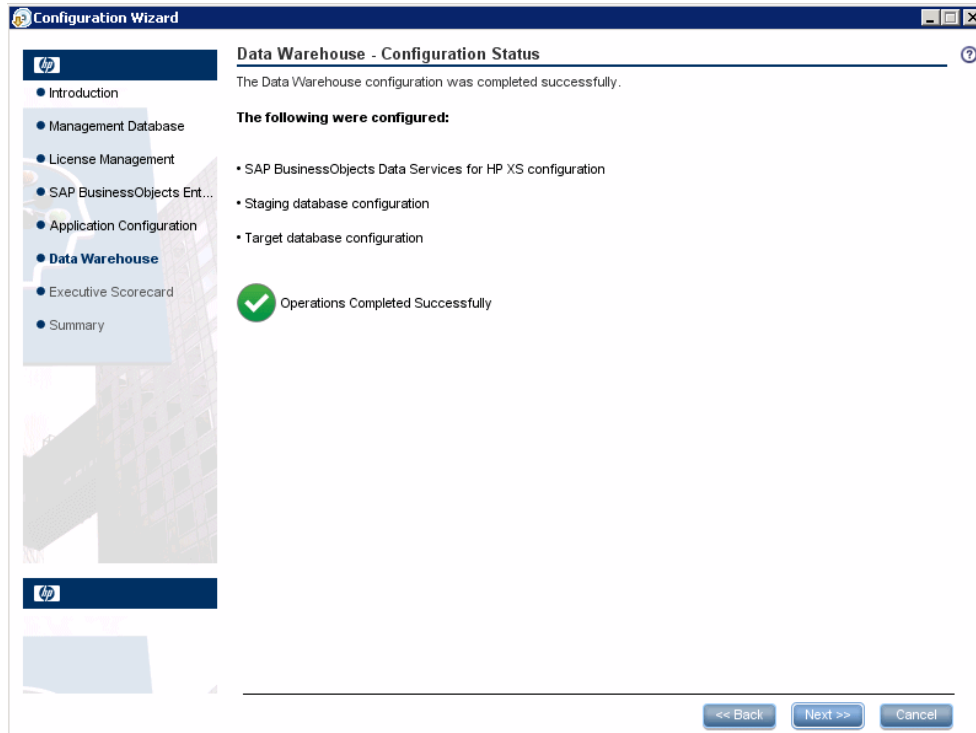 Configuration Wizard
hp
Introduction
Management Database
License Management
SAP BusinessObjects Ent...
Application Configuration
Data Warehouse
Executive Scorecard
Summary
hp
Data Warehouse - Configuration Status
?
The Data Warehouse configuration was completed successfully.
The following were configured:
• SAP BusinessObjects Data Services for HP XS configuration
• Staging database configuration
• Target database configuration
Operations Completed Successfully
<< Back
Next >>
Cancel